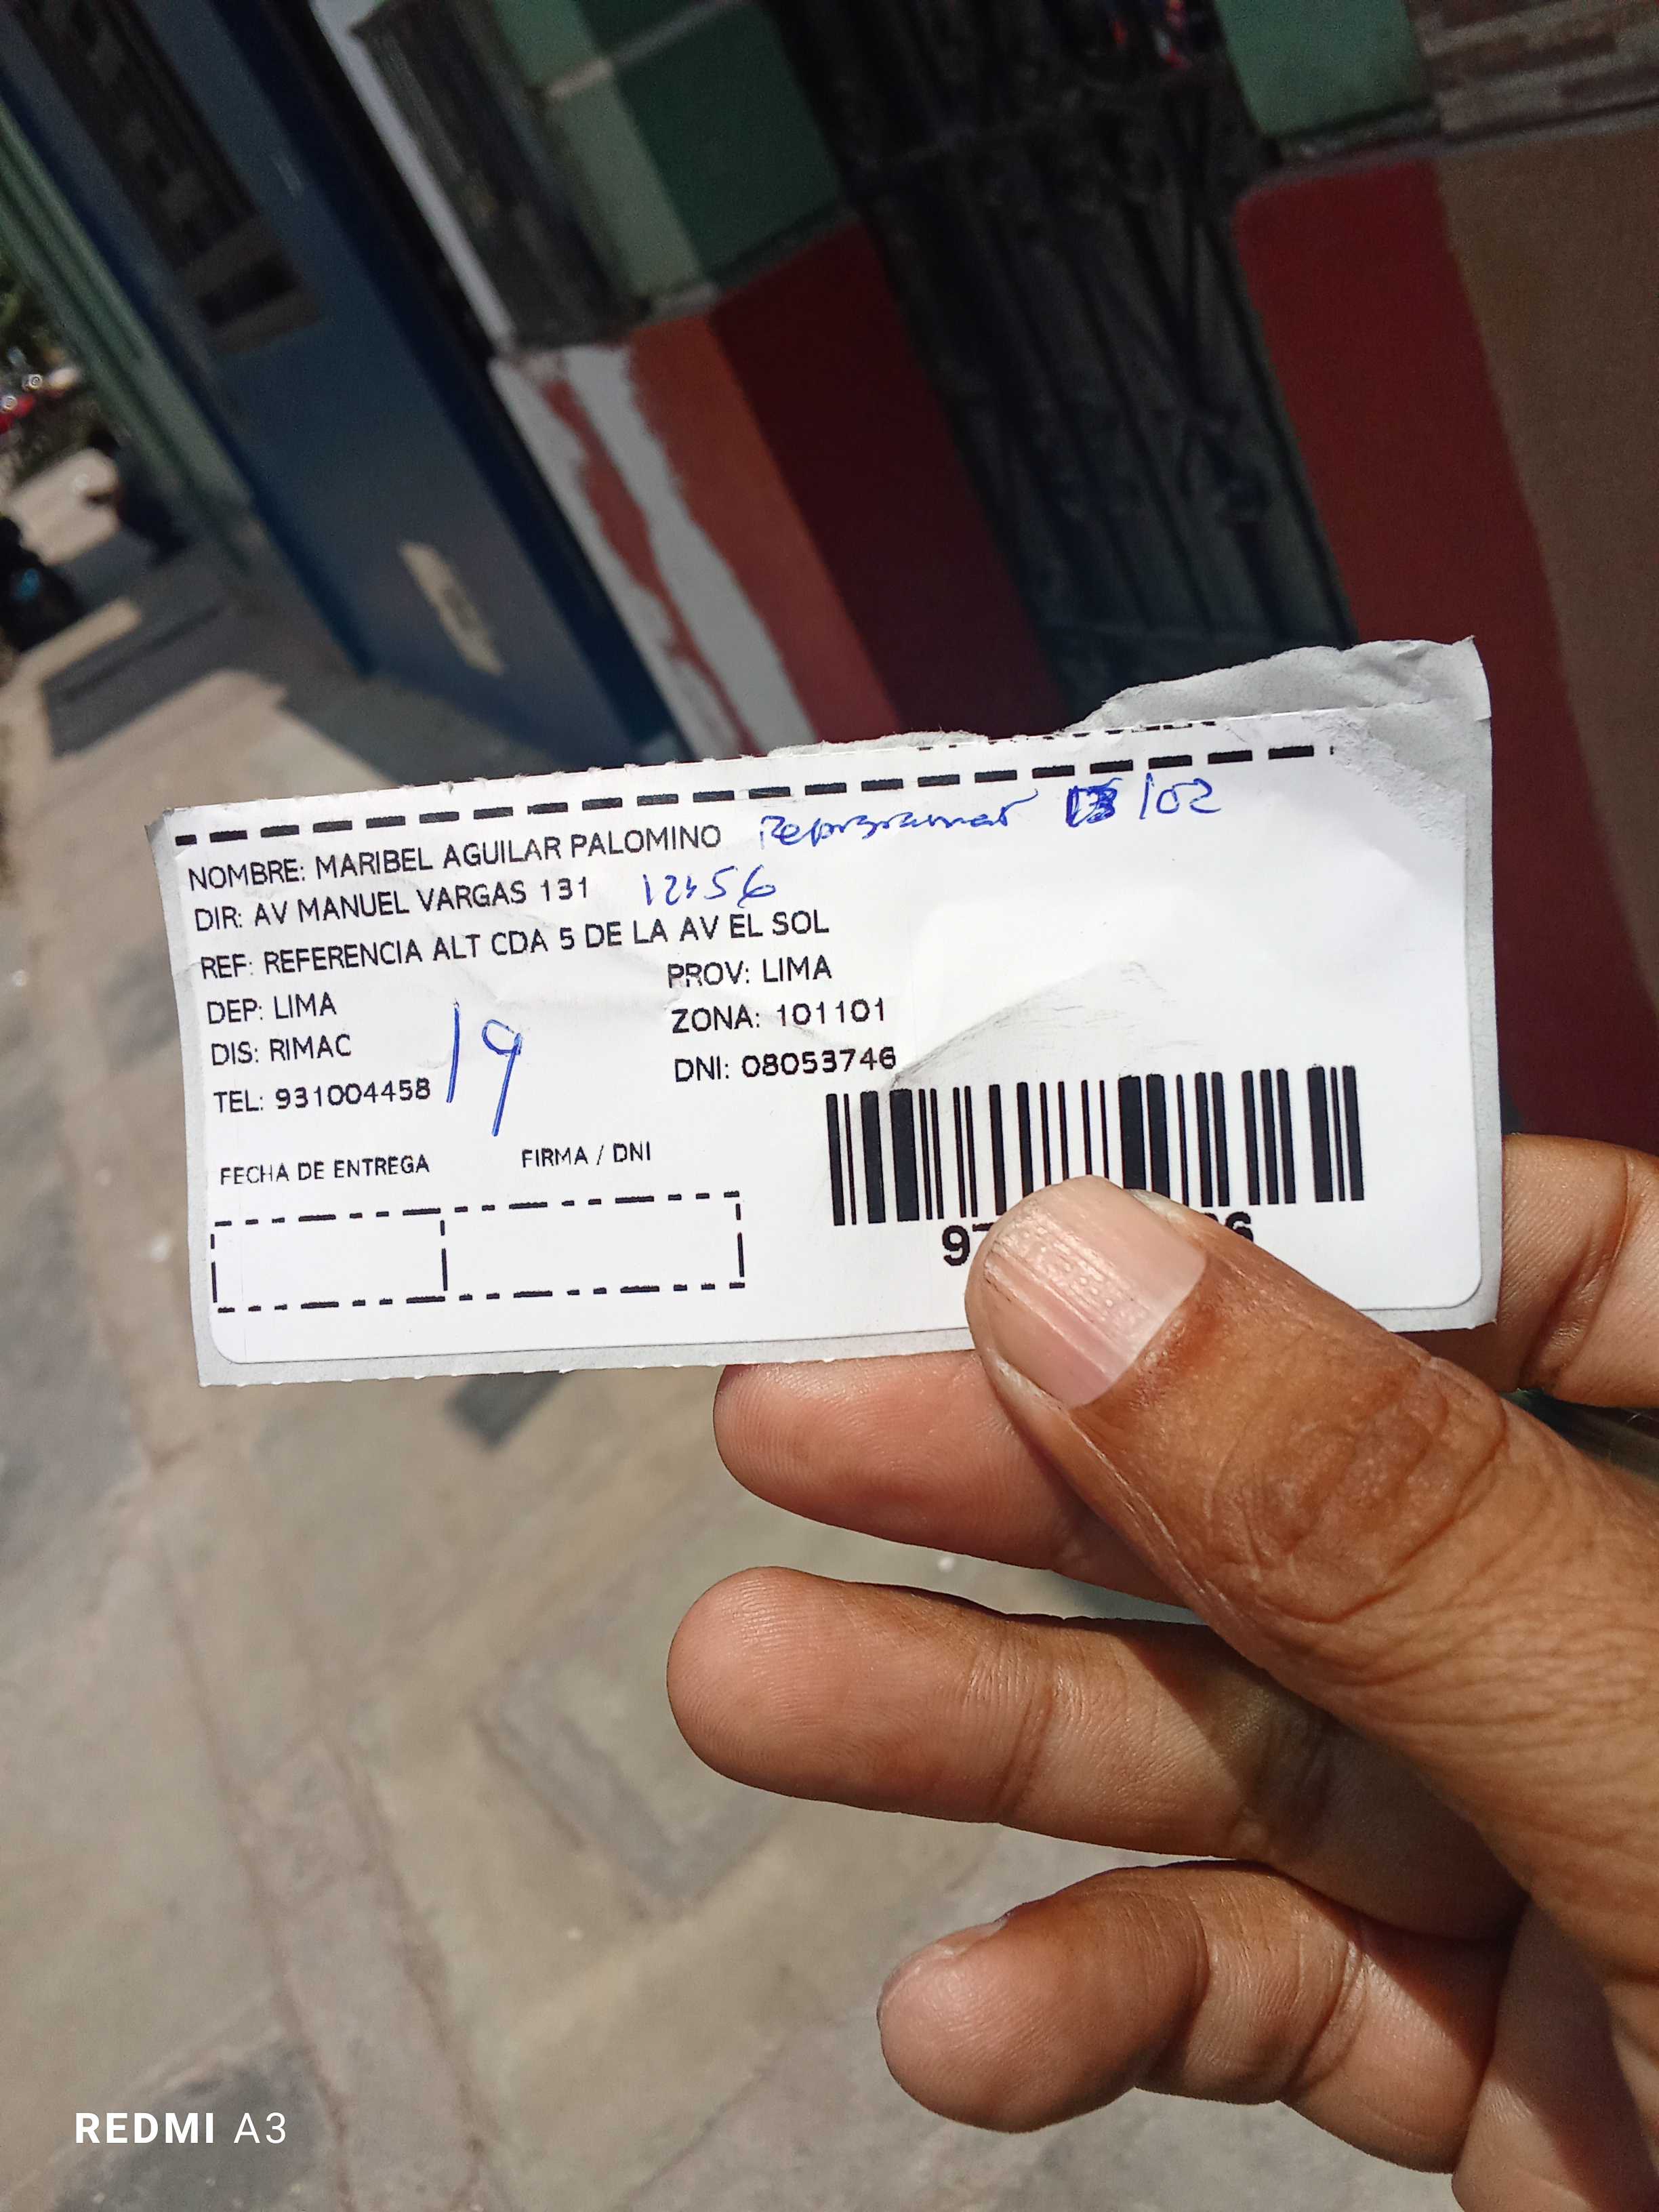 NOMBRE: MARIBEL AGUILAR PALOMINO Reprogramar /02
DIR: AV MANUEL VARGAS 131 12:56
REF: REFERENCIA ALT CDA 5 DE LA AV EL SOL
DEP: LIMA PROV: LIMA
DIS: RIMAC ZONA: 101101
TEL: 931004458 19 DNI: 08053746
FECHA DE ENTREGA FIRMA / DNI
REDMI A3